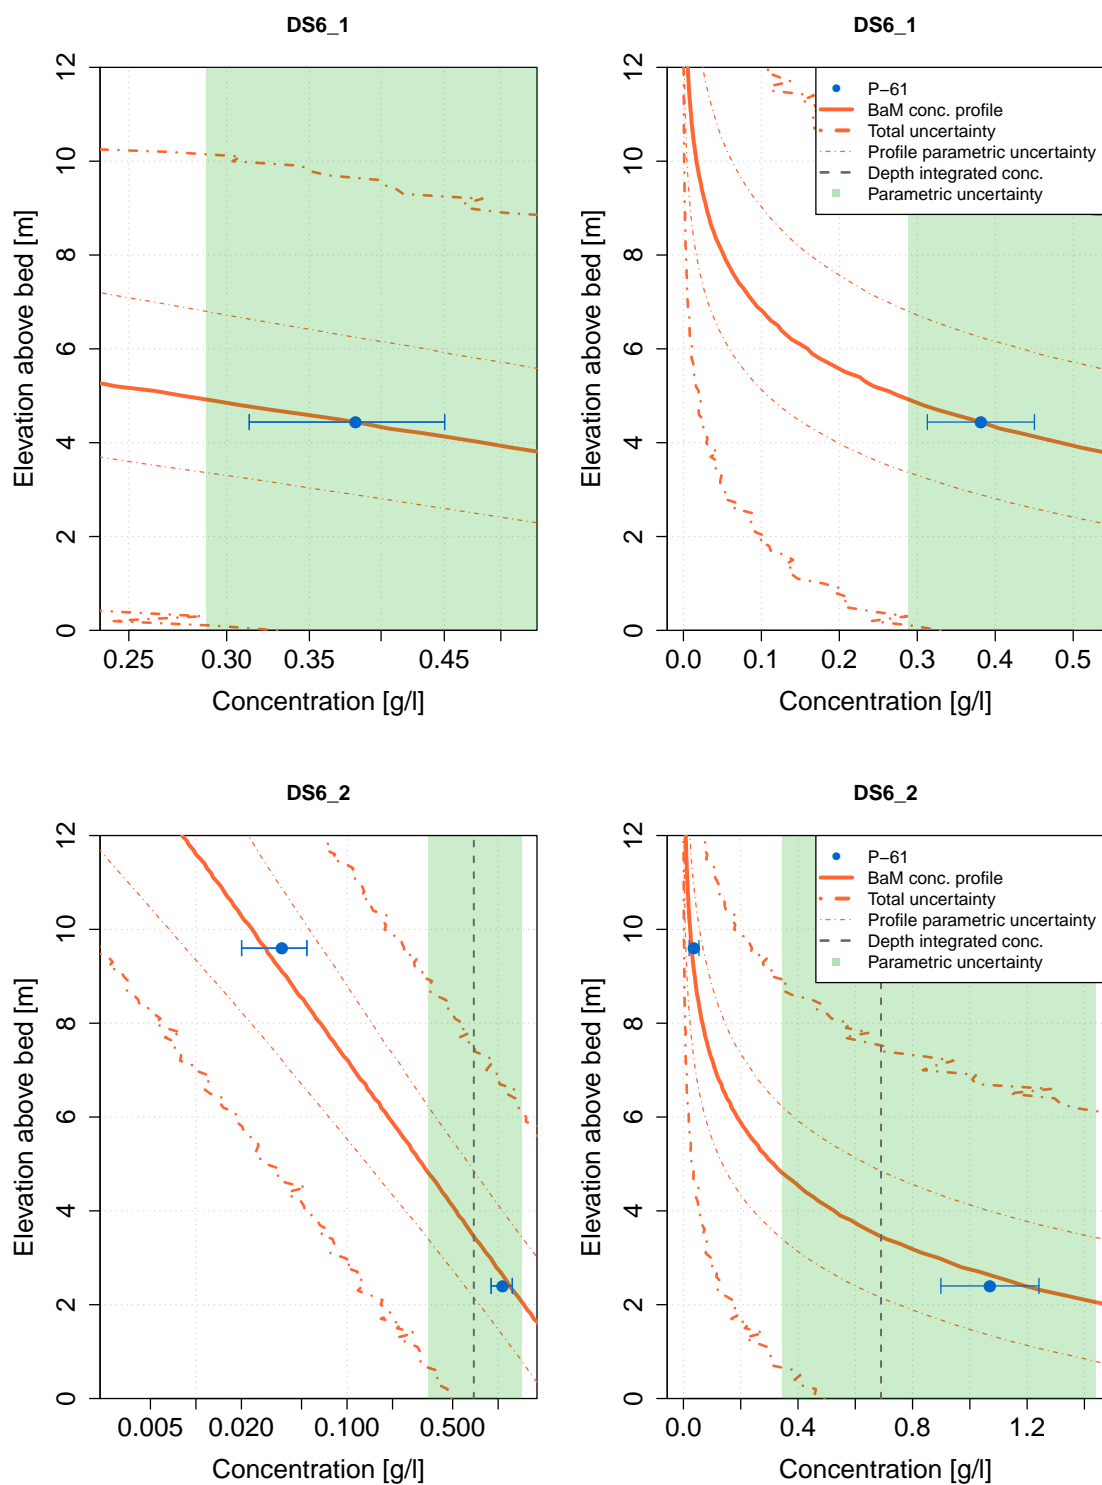 DS6_1
Elevation above bed [m]
0 2 4 6 8 10 12
0.25 0.30 0.35 0.45
Concentration [g/l]
DS6_1
P−61
BaM conc. profile
Total uncertainty
Profile parametric uncertainty
Depth integrated conc.
Parametric uncertainty
Elevation above bed [m]
0 2 4 6 8 10 12
0.0 0.1 0.2 0.3 0.4 0.5
Concentration [g/l]
DS6_2
Elevation above bed [m]
0 2 4 6 8 10 12
0.005 0.020 0.100 0.500
Concentration [g/l]
DS6_2
P−61
BaM conc. profile
Total uncertainty
Profile parametric uncertainty
Depth integrated conc.
Parametric uncertainty
Elevation above bed [m]
0 2 4 6 8 10 12
0.0 0.4 0.8 1.2
Concentration [g/l]